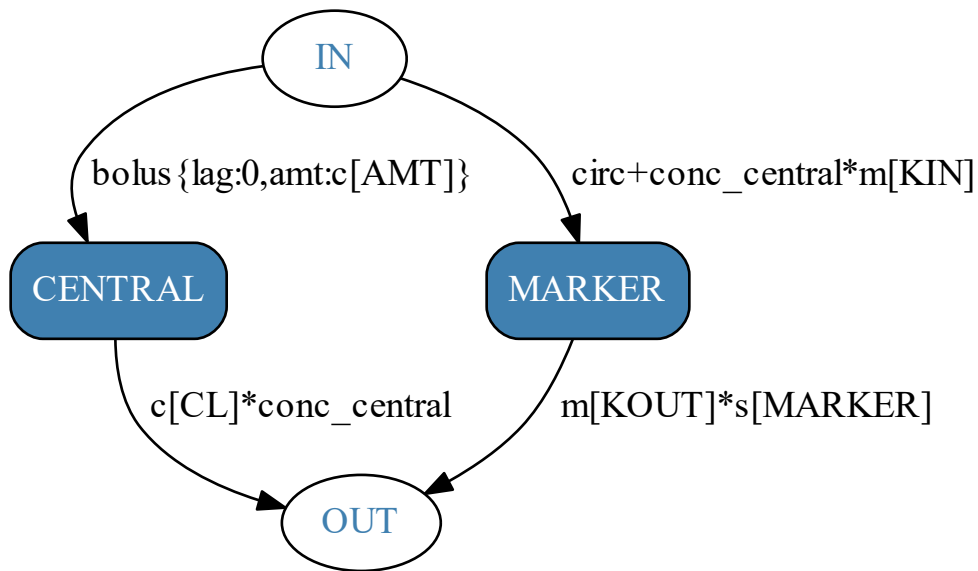 IN
bolus{lag:0,amt:c[AMT]}
circ+conc_central*m[KIN]
CENTRAL
MARKER
c[CL]*conc_central
m[KOUT]*s[MARKER]
OUT